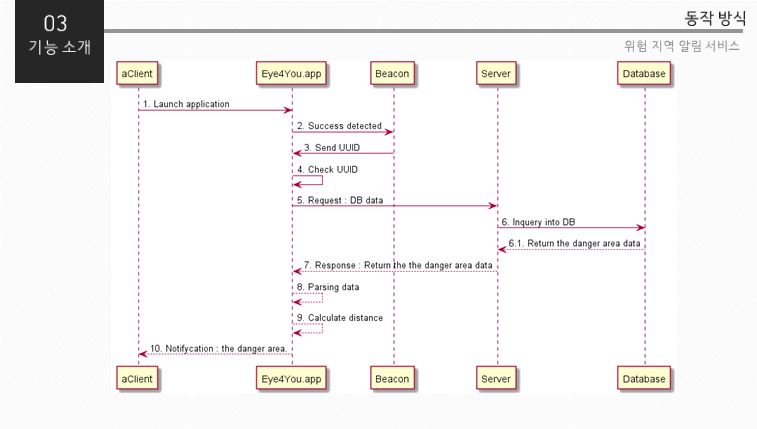 03
기능 소개
동작 방식
위험 지역 알림 서비스
aClient
Eye4You.app
Beacon
Server
Database
1. Launch application
2. Success detected
3. Send UUID
4. Check UUID
5. Request : DB data
6. Inquery into DB
6.1. Return the danger area data
7. Response : Return the the danger area data
8. Parsing data
9. Calculate distance
10. Notifycation : the danger area.
aClient
Eye4You.app
Beacon
Server
Database